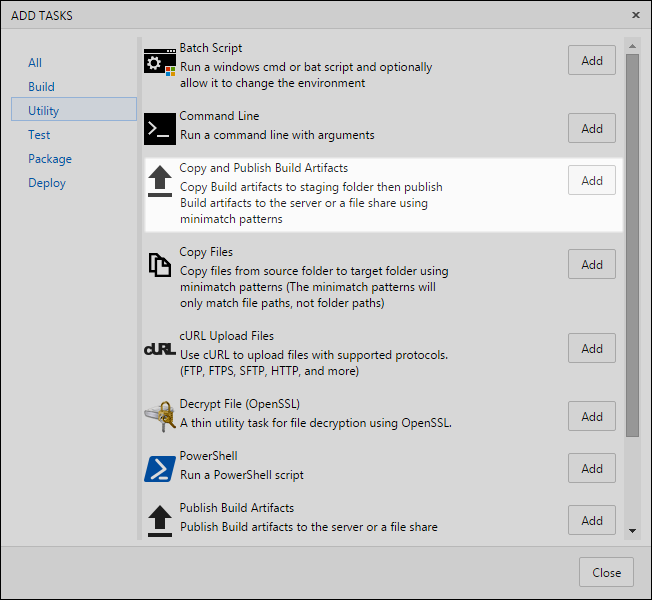 ADD TASKS
×
All
Build
Utility
Test
Package
Deploy
Batch Script
Run a windows cmd or bat script and optionally
allow it to change the environment
Add
Command Line
Run a command line with arguments
Add
Copy and Publish Build Artifacts
Copy Build artifacts to staging folder then publish
Build artifacts to the server or a file share using
minimatch patterns
Add
Copy Files
Copy files from source folder to target folder using
minimatch patterns (The minimatch patterns will
only match file paths, not folder paths)
Add
cURL
cURL Upload Files
Use cURL to upload files with supported protocols.
(FTP, FTPS, SFTP, HTTP, and more)
Add
Decrypt File (OpenSSL)
A thin utility task for file decryption using OpenSSL.
Add
PowerShell
Run a PowerShell script
Add
Publish Build Artifacts
Publish Build artifacts to the server or a file share
Add
Close